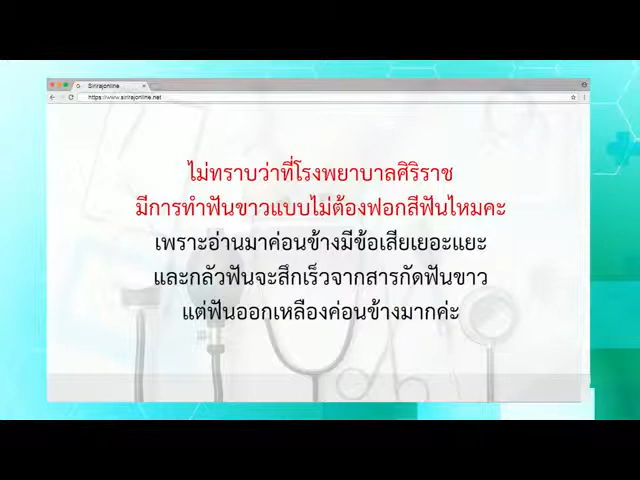 Sirirajonline
https://www.sirirajonline.net
ไม่ทราบว่าที่โรงพยาบาลศิริราช
มีการทำฟันขาวแบบไม่ต้องฟอกสีฟันไหมคะ
เพราะอ่านมาค่อนข้างมีข้อเสียเยอะแยะ
และกลัวฟันจะสึกเร็วจากสารกัดฟันขาว
แต่ฟันออกเหลืองค่อนข้างมากค่ะ